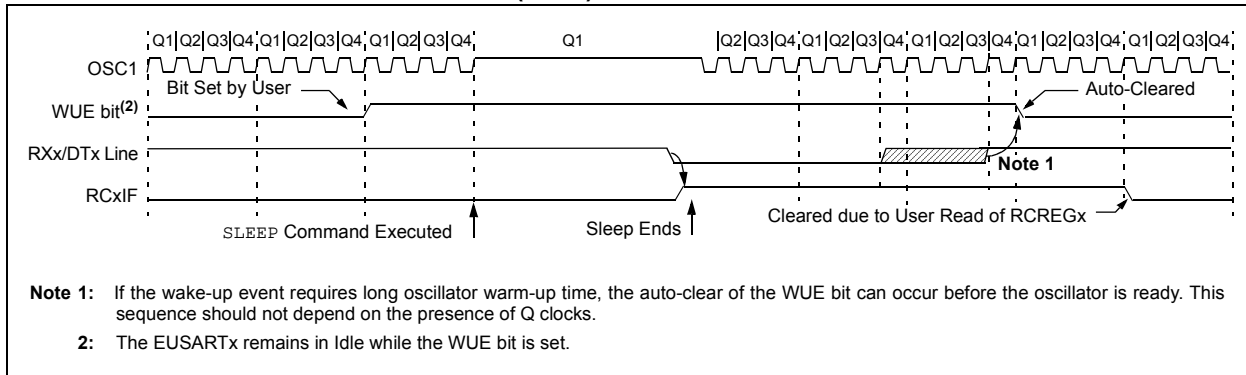 Q1 Q2 Q3 Q4 Q1 Q2 Q3 Q4 Q1 Q2 Q3 Q4 Q1 Q2 Q3 Q4 Q1 Q2 Q3 Q4 Q1 Q2 Q3 Q4 Q1 Q2 Q3 Q4
OSC1
Bit Set by User
Auto-Cleared
WUE bit(2)
RXx/DTx Line
Note 1
RCxIF
Cleared due to User Read of RCREGx
SLEEP Command Executed
Sleep Ends
Note 1: If the wake-up event requires long oscillator warm-up time, the auto-clear of the WUE bit can occur before the oscillator is ready. This
sequence should not depend on the presence of Q clocks.
2: The EUSARTx remains in Idle while the WUE bit is set.